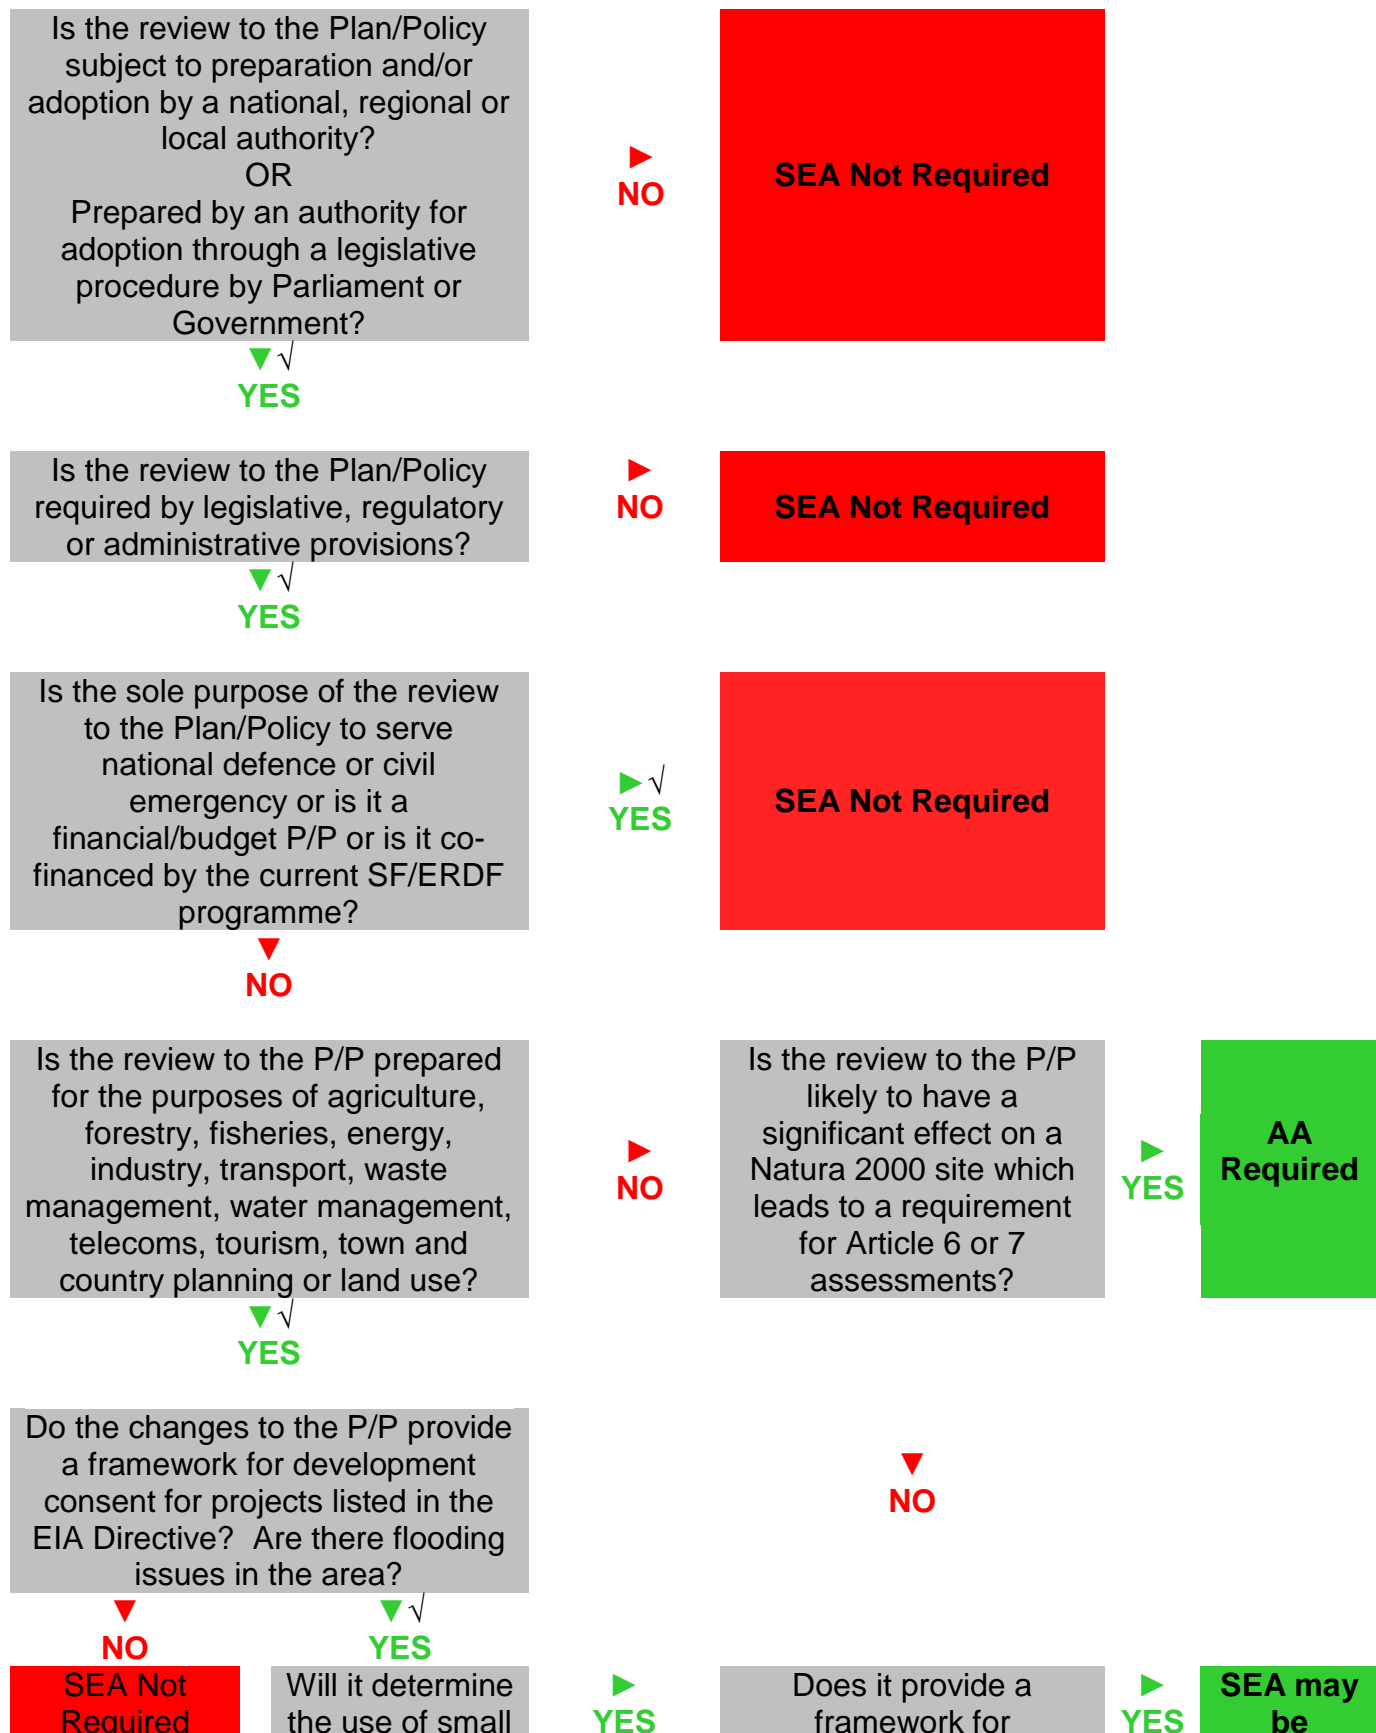 Is the review to the Plan/Policy
subject to preparation and/or
adoption by a national, regional or
local authority?
OR
Prepared by an authority for
adoption through a legislative
procedure by Parliament or
Government?
►
NO
SEA Not Required
▼√
YES
Is the review to the Plan/Policy
required by legislative, regulatory
or administrative provisions?
►
NO
SEA Not Required
▼√
YES
Is the sole purpose of the review
to the Plan/Policy to serve
national defence or civil
emergency or is it a
financial/budget P/P or is it co-
financed by the current SF/ERDF
programme?
►√
YES
SEA Not Required
▼
NO
Is the review to the P/P prepared
for the purposes of agriculture,
forestry, fisheries, energy,
industry, transport, waste
management, water management,
telecoms, tourism, town and
country planning or land use?
►
NO
Is the review to the P/P
likely to have a
significant effect on a
Natura 2000 site which
leads to a requirement
for Article 6 or 7
assessments?
►
YES
AA
Required
▼√
YES
Do the changes to the P/P provide
a framework for development
consent for projects listed in the
EIA Directive?  Are there flooding
issues in the area?
▼
NO
▼
NO
▼√
YES
SEA Not
Required
Will it determine
the use of small
►
YES
Does it provide a
framework for
►
YES
SEA may
be